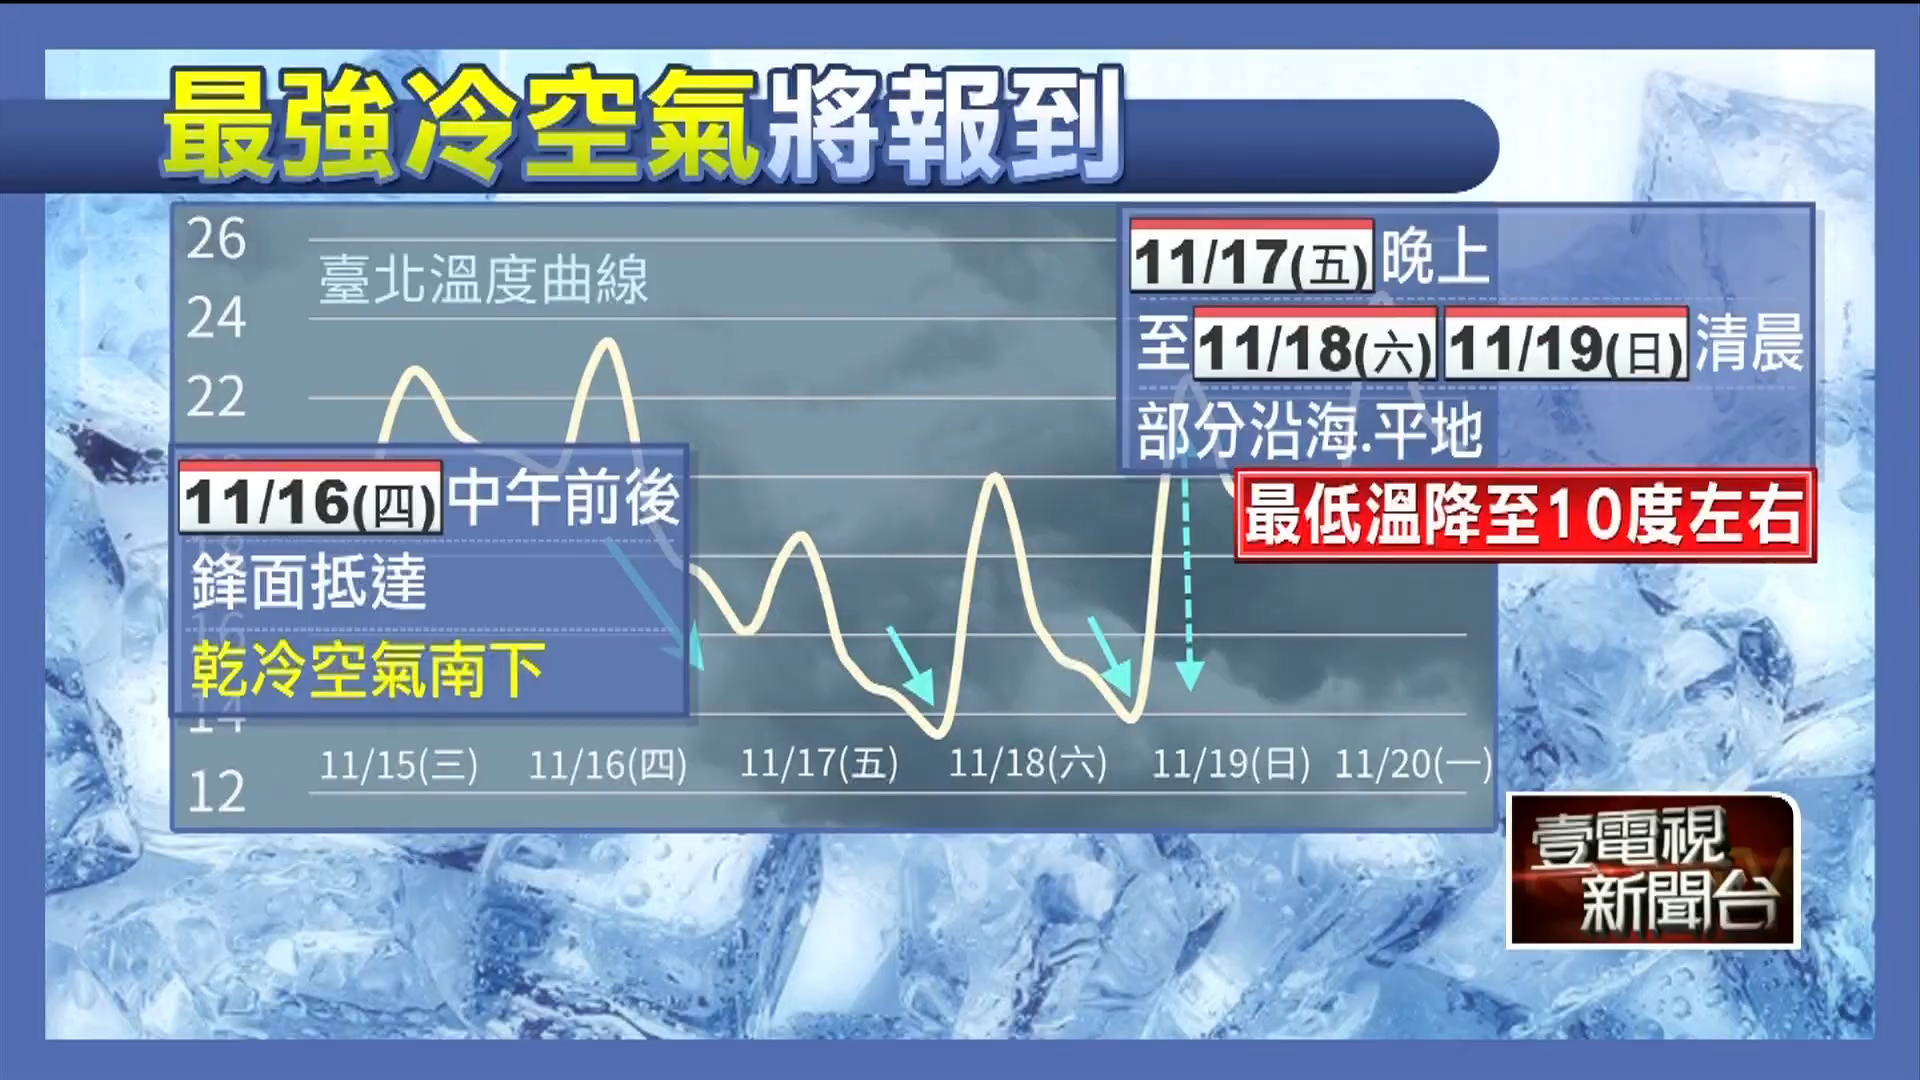 最強冷空氣將報到
26
24
22
16
14
12
臺北溫度曲線
11/17(五)晚上
至11/18(六) 11/19(日)清晨
部分沿海.平地
最低溫降至10度左右
11/16(四)中午前後
鋒面抵達
乾冷空氣南下
11/15(三) 11/16(四) 11/17(五) 11/18(六) 11/19(日) 11/20(一)
壹電視
新聞台